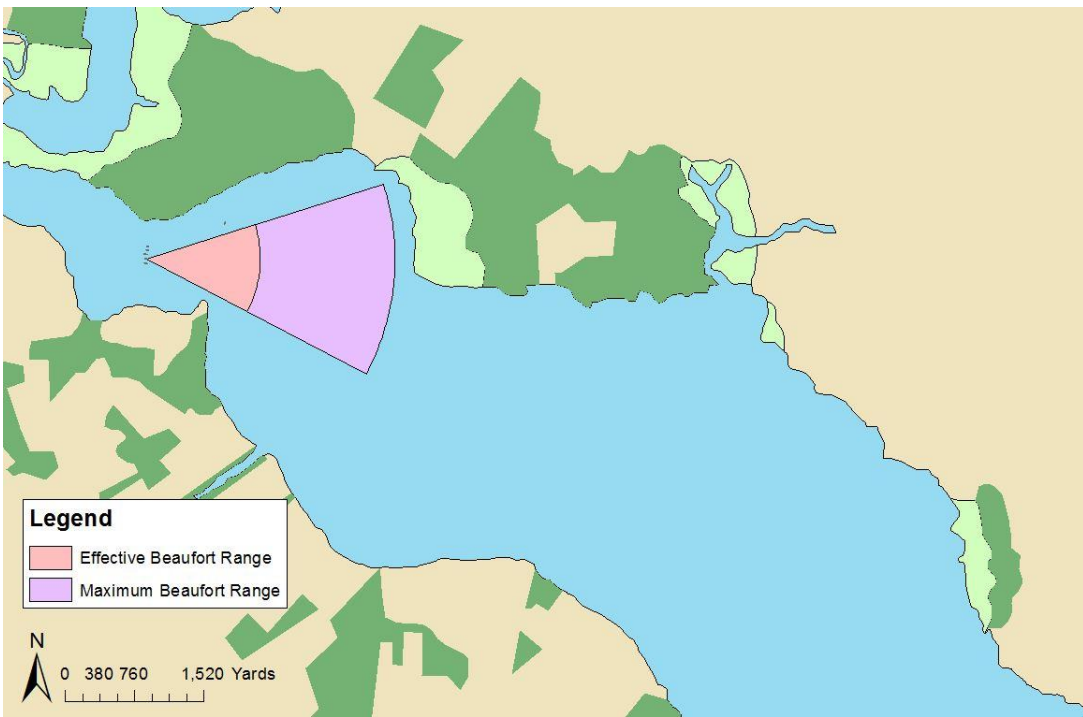 Legend
Effective Beaufort Range
Maximum Beaufort Range
N
0 380 760 1,520 Yards